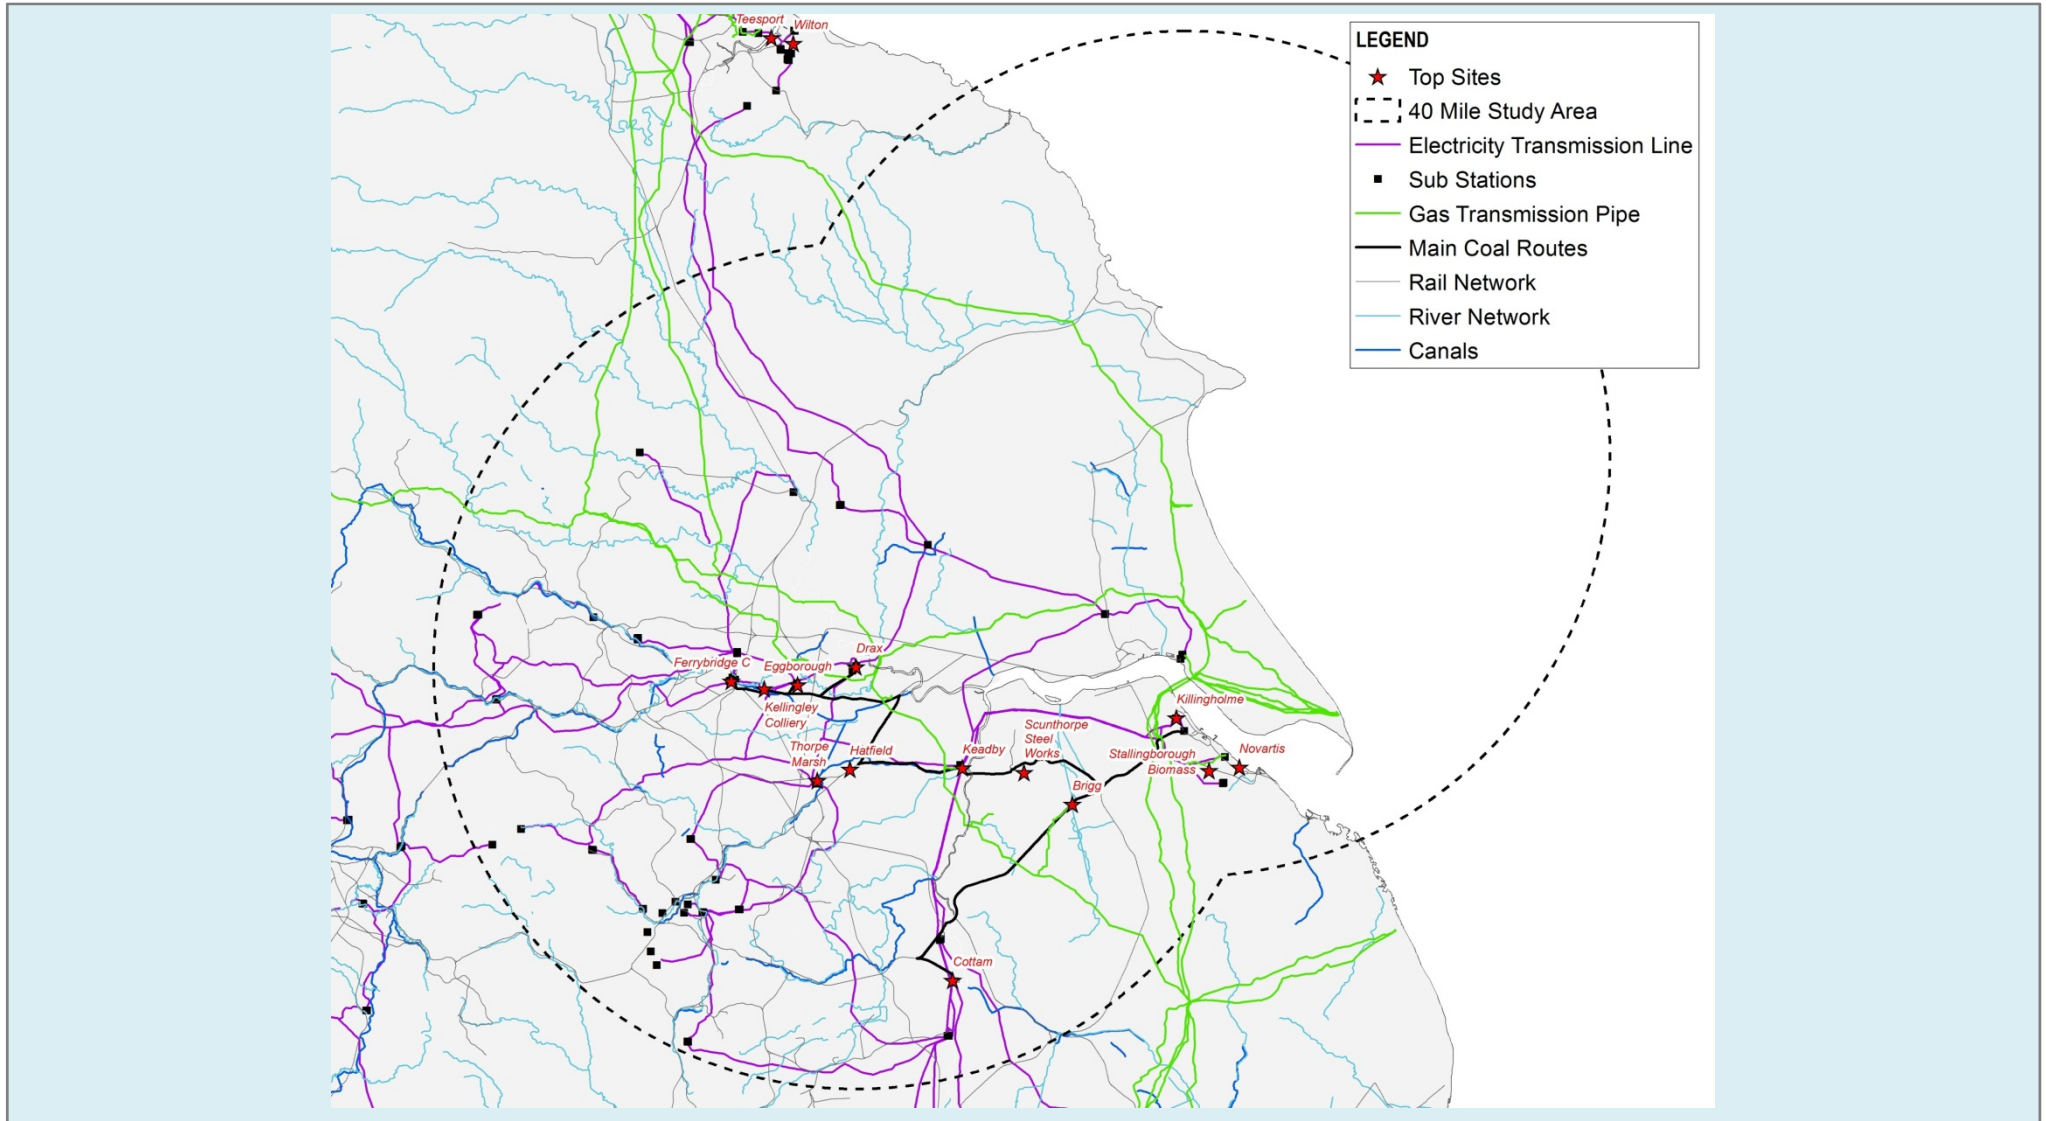 Teesport
Wilton
LEGEND
Top Sites
40 Mile Study Area
Electricity Transmission Line
Sub Stations
Gas Transmission Pipe
Main Coal Routes
Rail Network
River Network
Canals
Drax
Ferrybridge C
Eggborough
Kellingley
Colliery
Killingholme
Scunthorpe
Steel
Works
Thorpe
Marsh
Hatfield
Keadby
Stallingborough
Biomass
Novartis
Brigg
Cottam